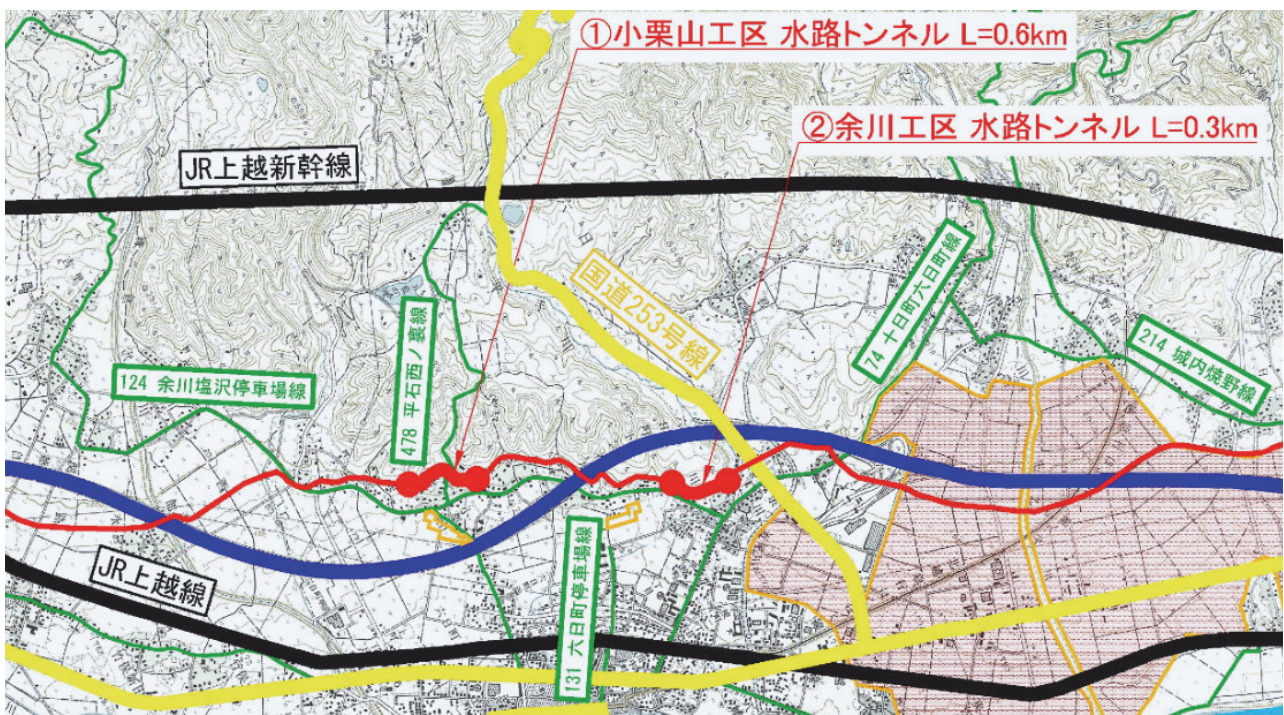 ①小栗山工区 水路トンネル L=0.6km
②余川工区 水路トンネル L=0.3km
JR上越新幹線
国道253号線
74 十日町六日町線
214 城内焼野線
124 余川塩沢停車場線
478 平石西ノ裏線
JR上越線
131 六日町停車場線